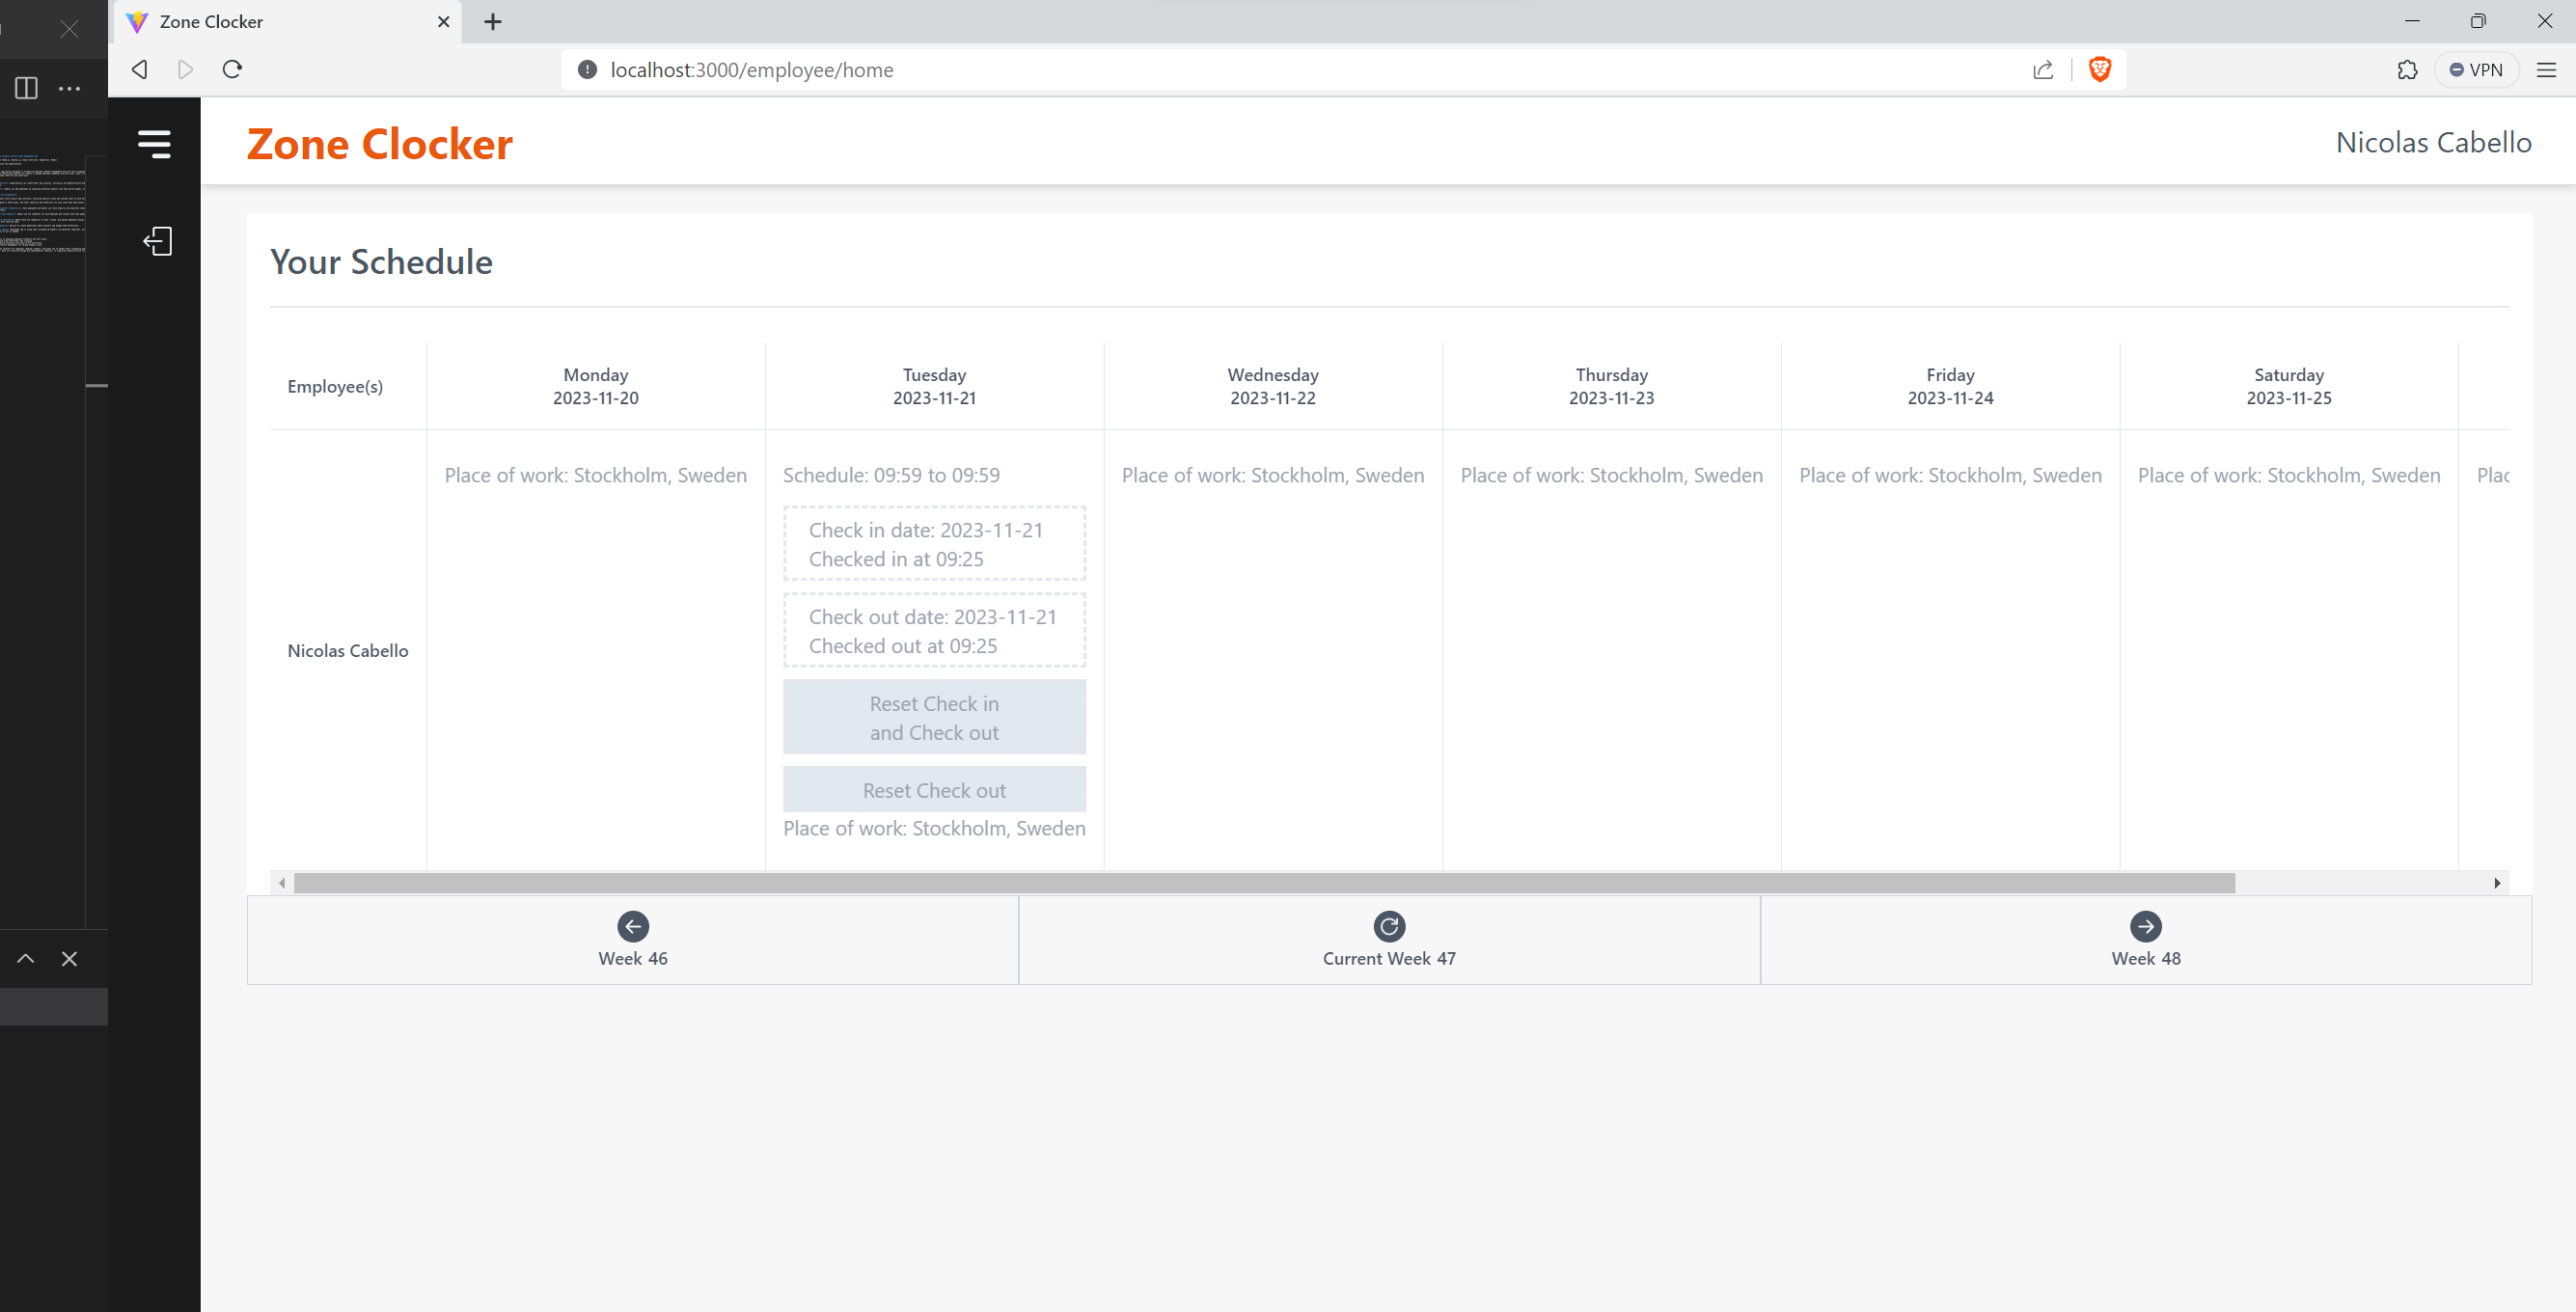 Zone Clocker
localhost:3000/employee/home
VPN
Zone Clocker
Nicolas Cabello
Your Schedule
Employee(s)
Monday
2023-11-20
Tuesday
2023-11-21
Wednesday
2023-11-22
Thursday
2023-11-23
Friday
2023-11-24
Saturday
2023-11-25
Nicolas Cabello
Place of work: Stockholm, Sweden
Schedule: 09:59 to 09:59
Check in date: 2023-11-21
Checked in at 09:25
Check out date: 2023-11-21
Checked out at 09:25
Reset Check in
and Check out
Reset Check out
Place of work: Stockholm, Sweden
Place of work: Stockholm, Sweden
Place of work: Stockholm, Sweden
Place of work: Stockholm, Sweden
Place of work: Stockholm, Sweden
Plac
Week 46
Current Week 47
Week 48